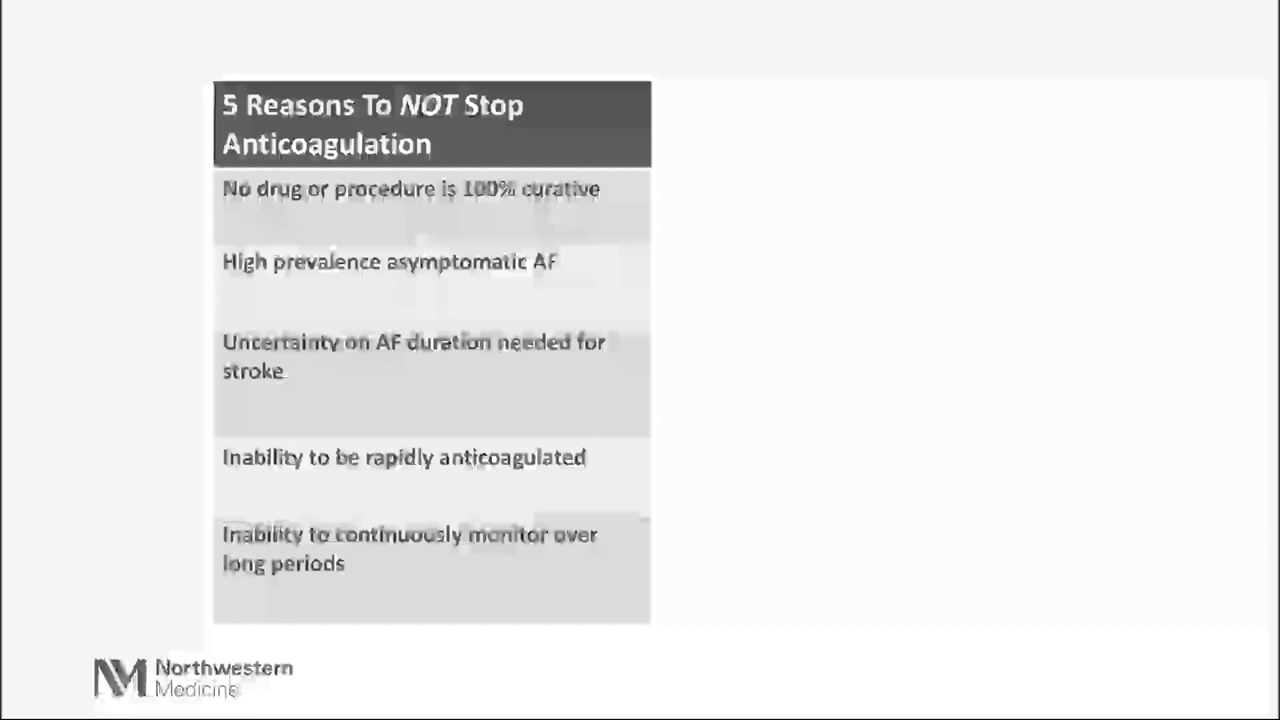 5 Reasons To NOT Stop
Anticoagulation
No drug or procedure is 100% curative
High prevalence asymptomatic AF
Uncertainty on AF duration needed for
stroke
Inability to be rapidly anticoagulated
Inability to continuously monitor over
long periods
Northwestern
Medicine